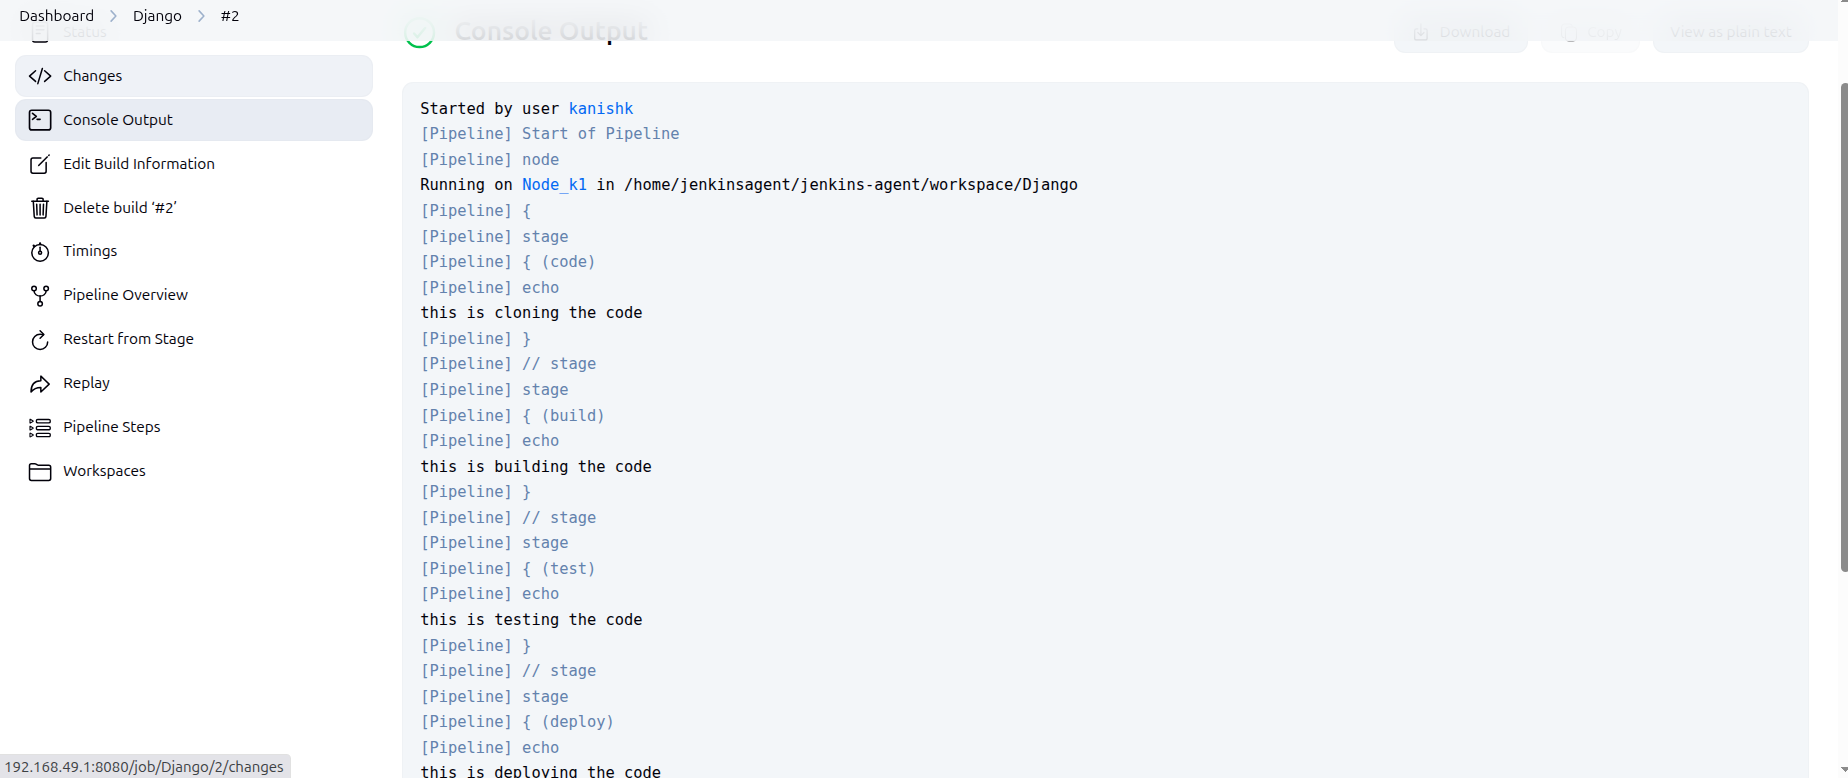 Dashboard > Django > #2
Status
Changes
Console Output
Edit Build Information
Delete build ‘#2’
Timings
Pipeline Overview
Restart from Stage
Replay
Pipeline Steps
Workspaces
Console Output
Download
Copy
View as plain text
Started by user kanishk
[Pipeline] Start of Pipeline
[Pipeline] node
Running on Node_k1 in /home/jenkinsagent/jenkins-agent/workspace/Django
[Pipeline] {
[Pipeline] stage
[Pipeline] { (code)
[Pipeline] echo
this is cloning the code
[Pipeline] }
[Pipeline] // stage
[Pipeline] stage
[Pipeline] { (build)
[Pipeline] echo
this is building the code
[Pipeline] }
[Pipeline] // stage
[Pipeline] stage
[Pipeline] { (test)
[Pipeline] echo
this is testing the code
[Pipeline] }
[Pipeline] // stage
[Pipeline] stage
[Pipeline] { (deploy)
[Pipeline] echo
this is deploying the code
192.168.49.1:8080/job/Django/2/changes